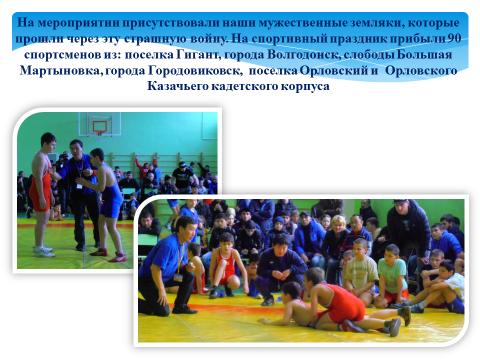 На мероприятии присутствовали наши мужественные земляки, которые
прошли через эту страшную войну. На спортивный праздник прибыли 90
спортсменов из: поселка Гигант, города Волгодонск, слободы Большая
Мартыновка, города Городовиковск, поселка Орловский и Орловского
Казачьего кадетского корпуса